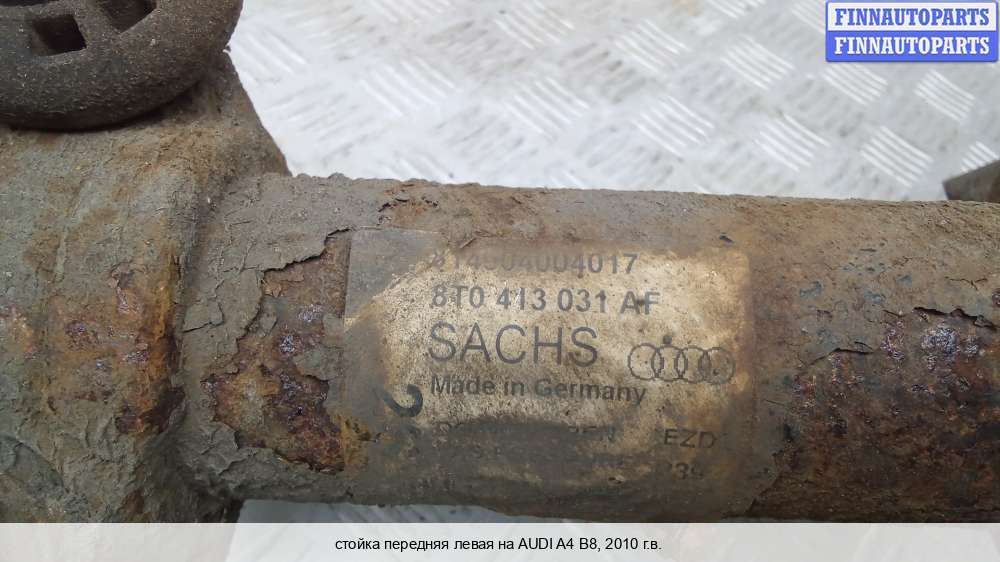 FINNAUTOPARTS
FINNAUTOPARTS
8T0 413 031 AF
SACHS
Made in Germany
EZD
стойка передняя левая на AUDI A4 B8, 2010 г.в.